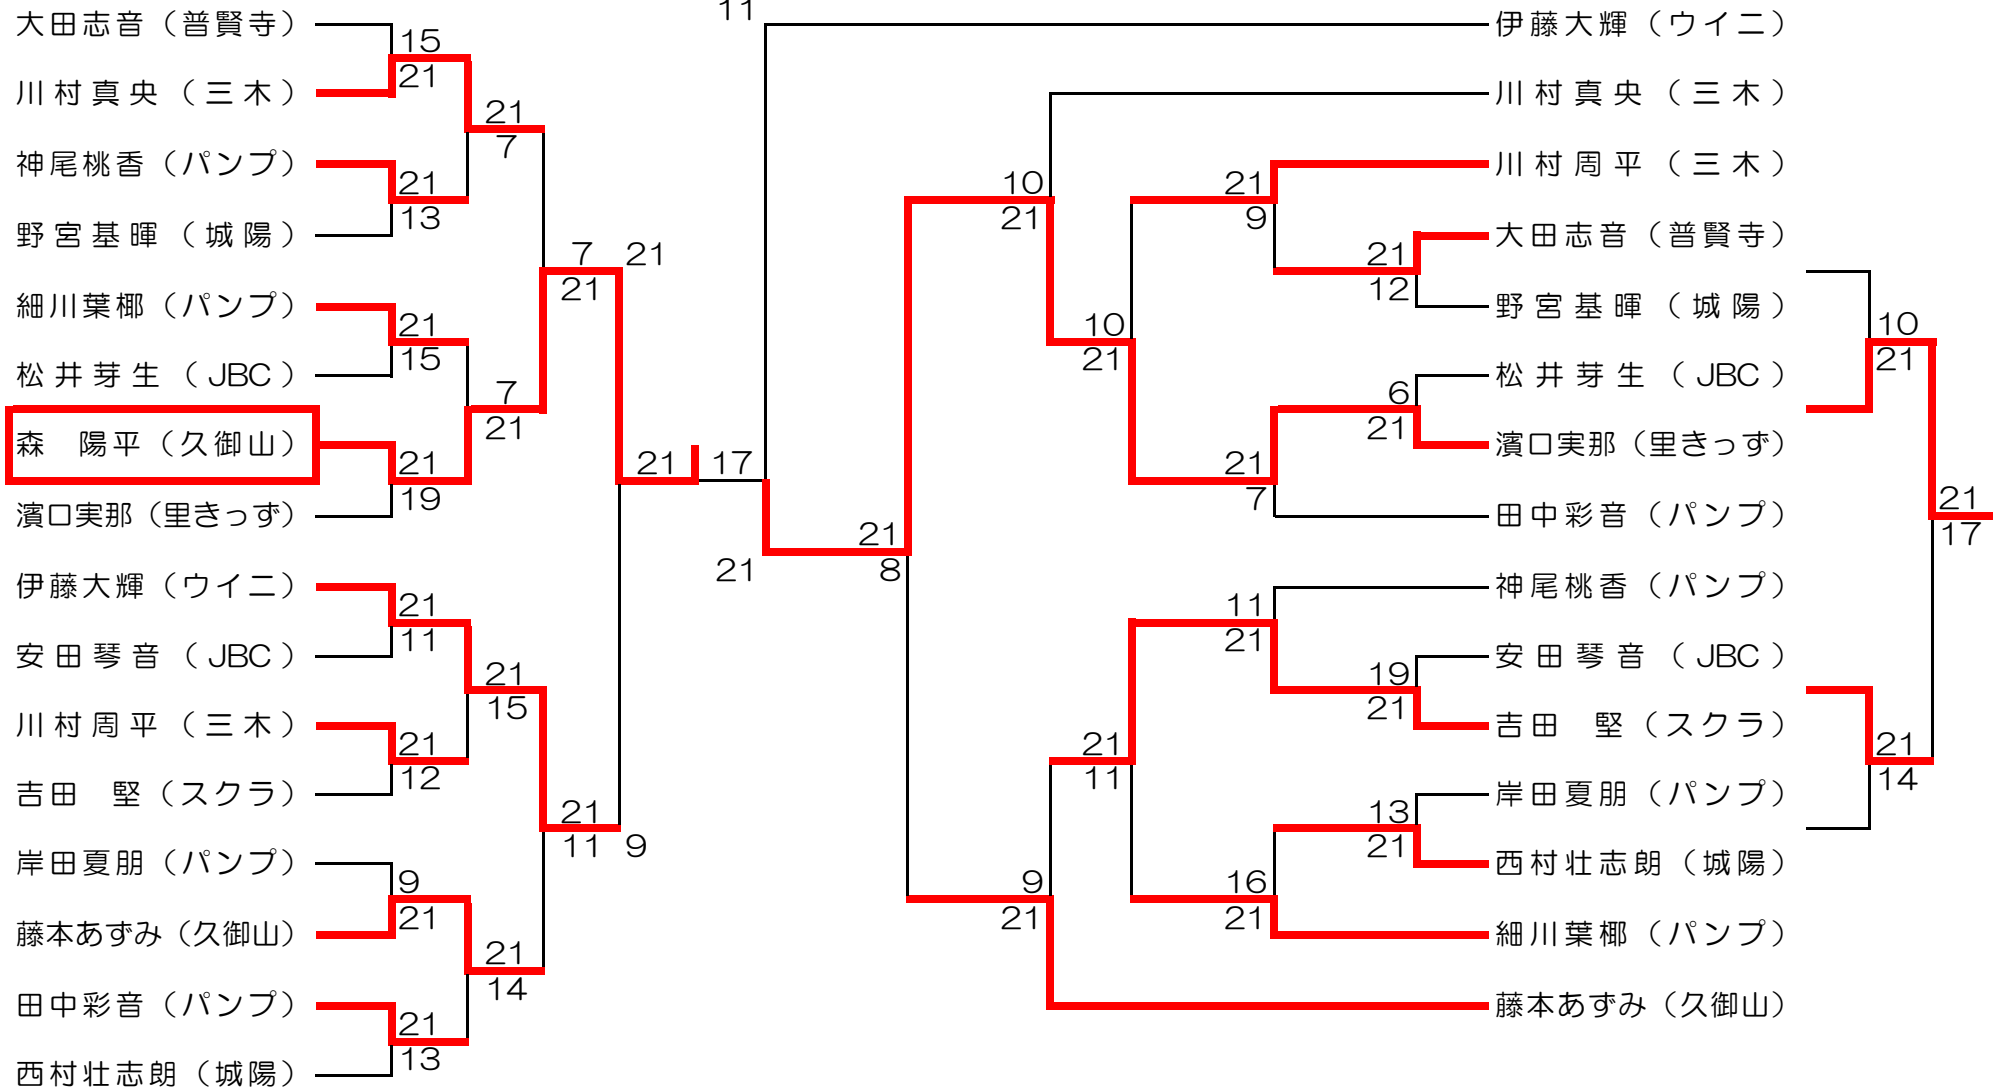 大田志音（普賢寺）
川村真央（三木）
神尾桃香（パンプ）
野宮基暉（城陽）
細川葉椰（パンプ）
松井芽生（JBC）
森　陽平（久御山）
濱口実那（里きっず）
伊藤大輝（ウイニ）
安田琴音（JBC）
川村周平（三木）
吉田　堅（スクラ）
岸田夏朋（パンプ）
藤本あずみ（久御山）
田中彩音（パンプ）
西村壮志朗（城陽）
15
21
21
13
21
15
21
19
21
11
21
12
9
21
21
13
21
7
7
21
21
15
21
14
7
21
21
11
21
9
21
17
11
21
21
8
10
21
9
21
10
21
21
11
21
9
21
7
11
21
16
21
21
12
6
21
19
21
13
21
伊藤大輝（ウイニ）
川村真央（三木）
川村周平（三木）
大田志音（普賢寺）
野宮基暉（城陽）
松井芽生（JBC）
濱口実那（里きっず）
田中彩音（パンプ）
神尾桃香（パンプ）
安田琴音（JBC）
吉田　堅（スクラ）
岸田夏朋（パンプ）
西村壮志朗（城陽）
細川葉椰（パンプ）
藤本あずみ（久御山）
10
21
21
14
21
17